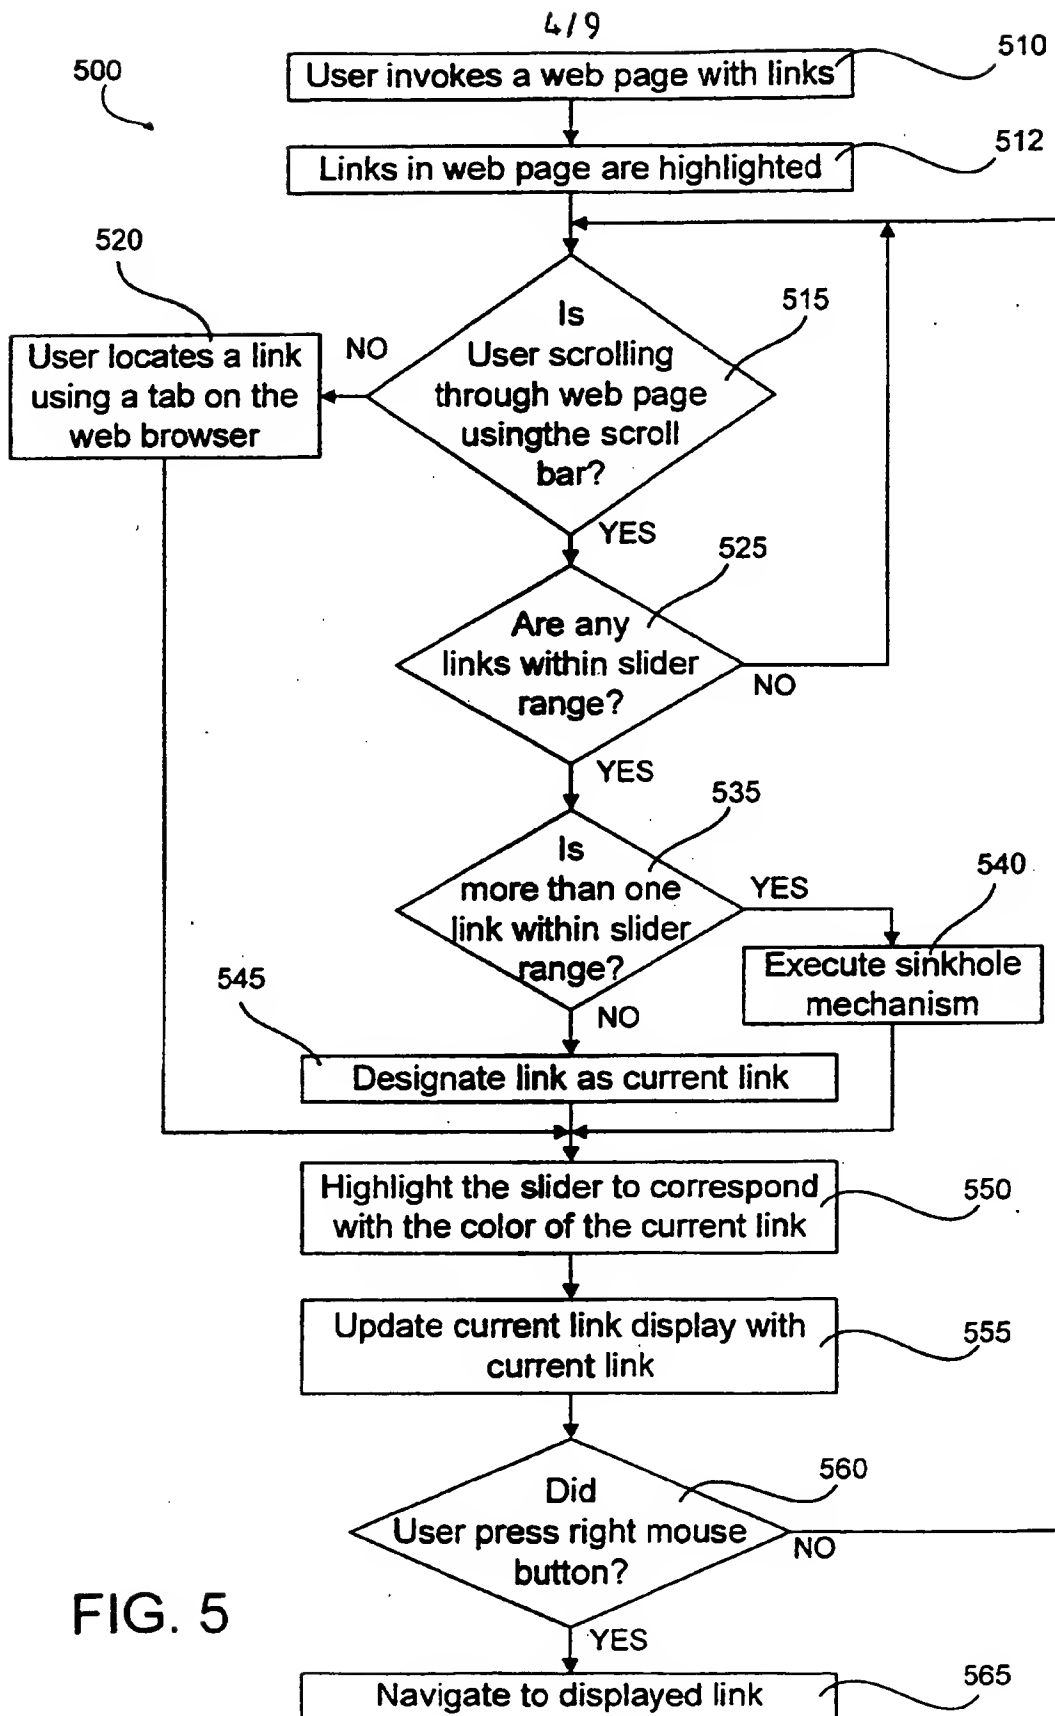 4/9
500
510
User invokes a web page with links
512
Links in web page are highlighted
520
515
Is
User scrolling
through web page
usingthe scroll
bar?
NO
User locates a link
using a tab on the
web browser
YES
525
Are any
links within slider
range?
NO
YES
535
Is
more than one
link within slider
range?
YES
540
Execute sinkhole
mechanism
545
NO
Designate link as current link
Highlight the slider to correspond
with the color of the current link
550
Update current link display with
current link
555
560
Did
User press right mouse
button?
NO
FIG. 5
YES
Navigate to displayed link
565